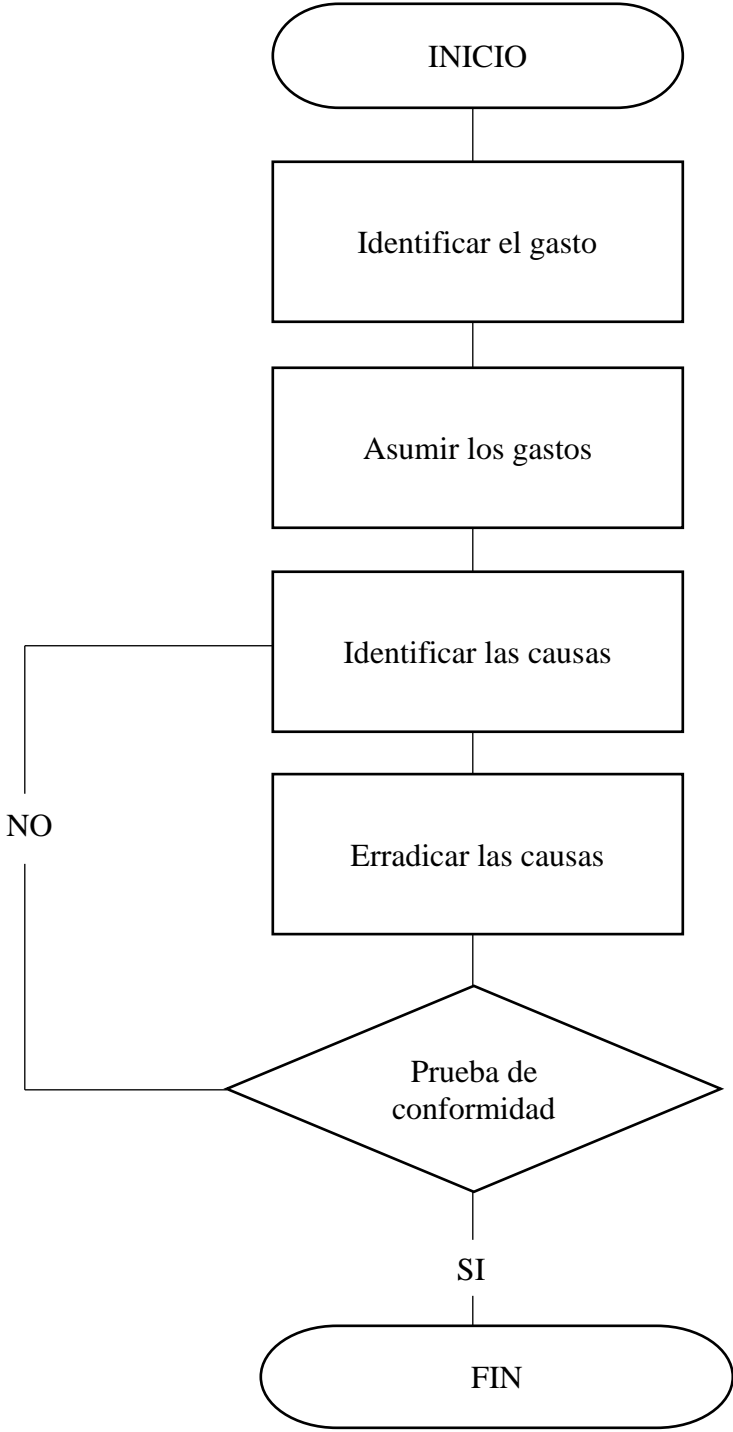 INICIO
Identificar el gasto
Asumir los gastos
Identificar las causas
NO
Erradicar las causas
Prueba de
conformidad
SI
FIN